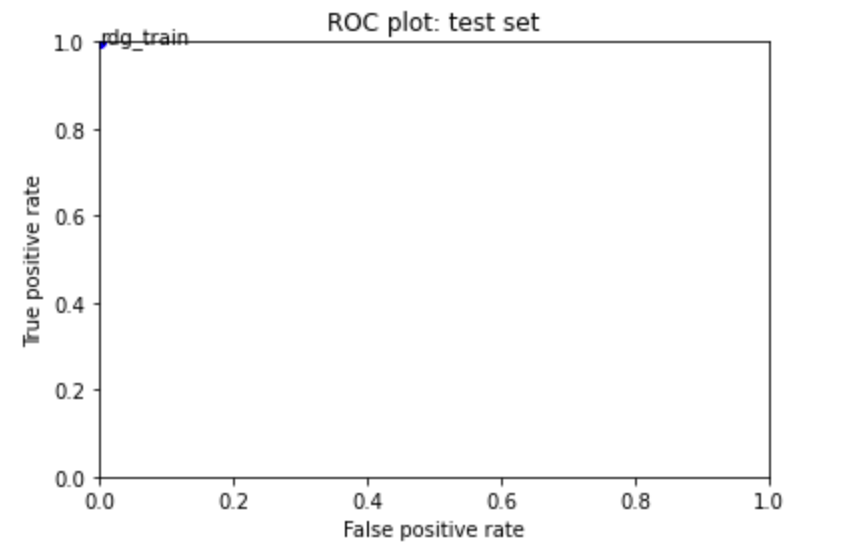 ROC plot: test set
rdg_train
1.0
0.8
0.6
0.4
0.2
0.0
True positive rate
0.0 0.2 0.4 0.6 0.8 1.0
False positive rate